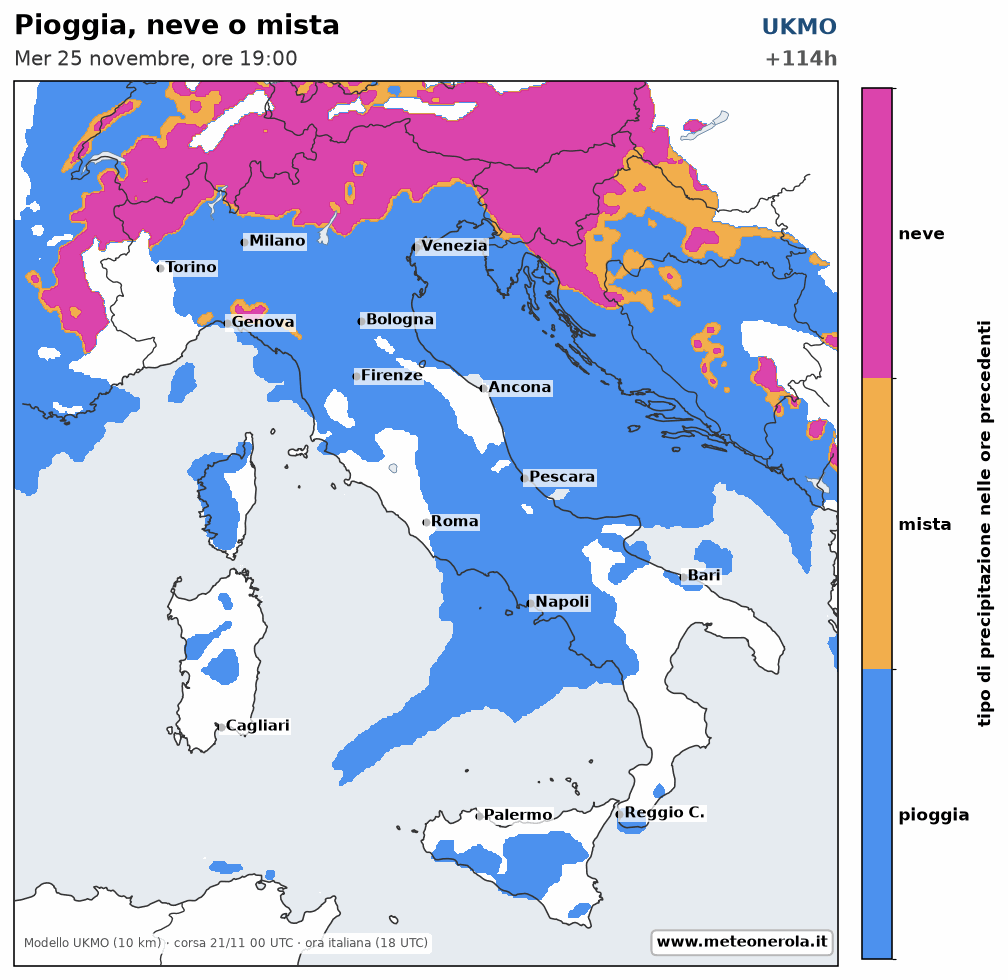 Pioggia, neve o mista
UKMO
Mer 25 novembre, ore 19:00
+114h
neve
mista
pioggia
tipo di precipitazione nelle ore precedenti
Milano
Venezia
Torino
Genova
Bologna
Firenze
Ancona
Pescara
Roma
Bari
Napoli
Cagliari
Palermo
Reggio C.
Modello UKMO (10 km) · corsa 21/11 00 UTC · ora italiana (18 UTC)
www.meteonerola.it